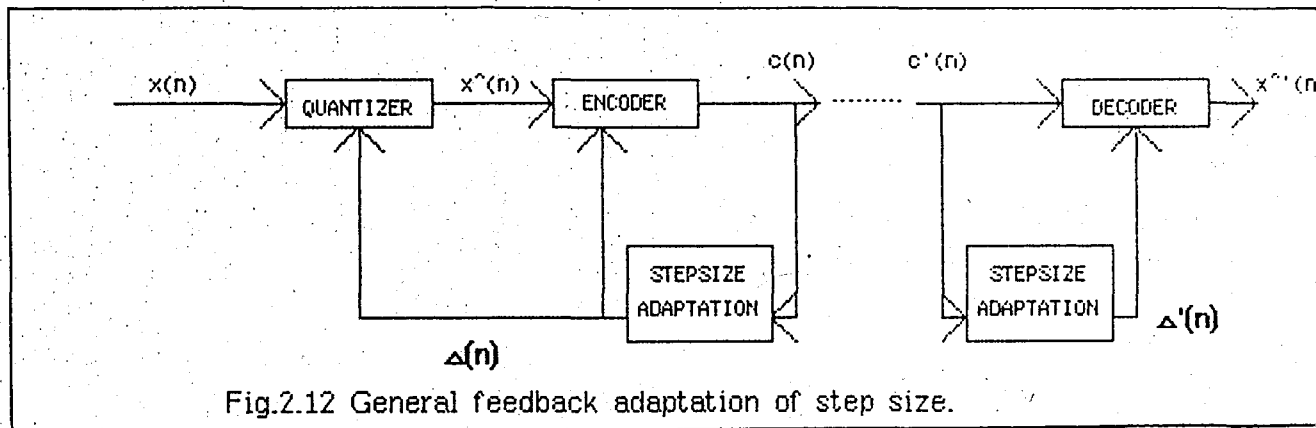 x(n)
QUANTIZER
x^(n)
ENCODER
c(n)
c'(n)
DECODER
x^'(n)
STEPSIZE
ADAPTATION
STEPSIZE
ADAPTATION
Δ(n)
Δ'(n)
Fig.2.12 General feedback adaptation of step size.